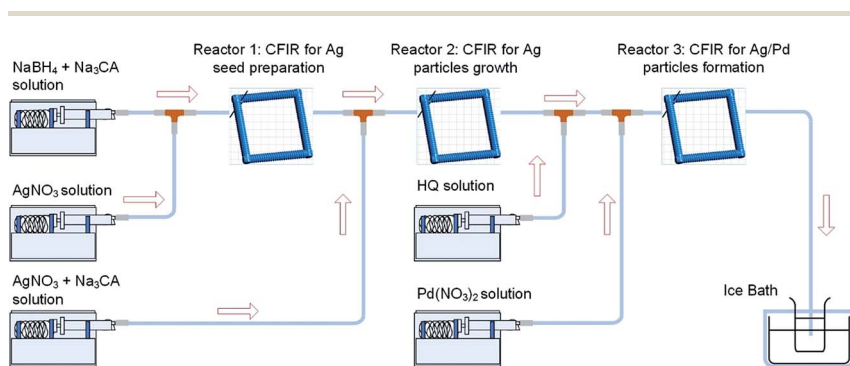 NaBH₄ + Na₃CA
solution
Reactor 1: CFIR for Ag
seed preparation
Reactor 2: CFIR for Ag
particles growth
Reactor 3: CFIR for Ag/Pd
particles formation
AgNO₃ solution
HQ solution
AgNO₃ + Na₃CA
solution
Pd(NO₃)₂ solution
Ice Bath